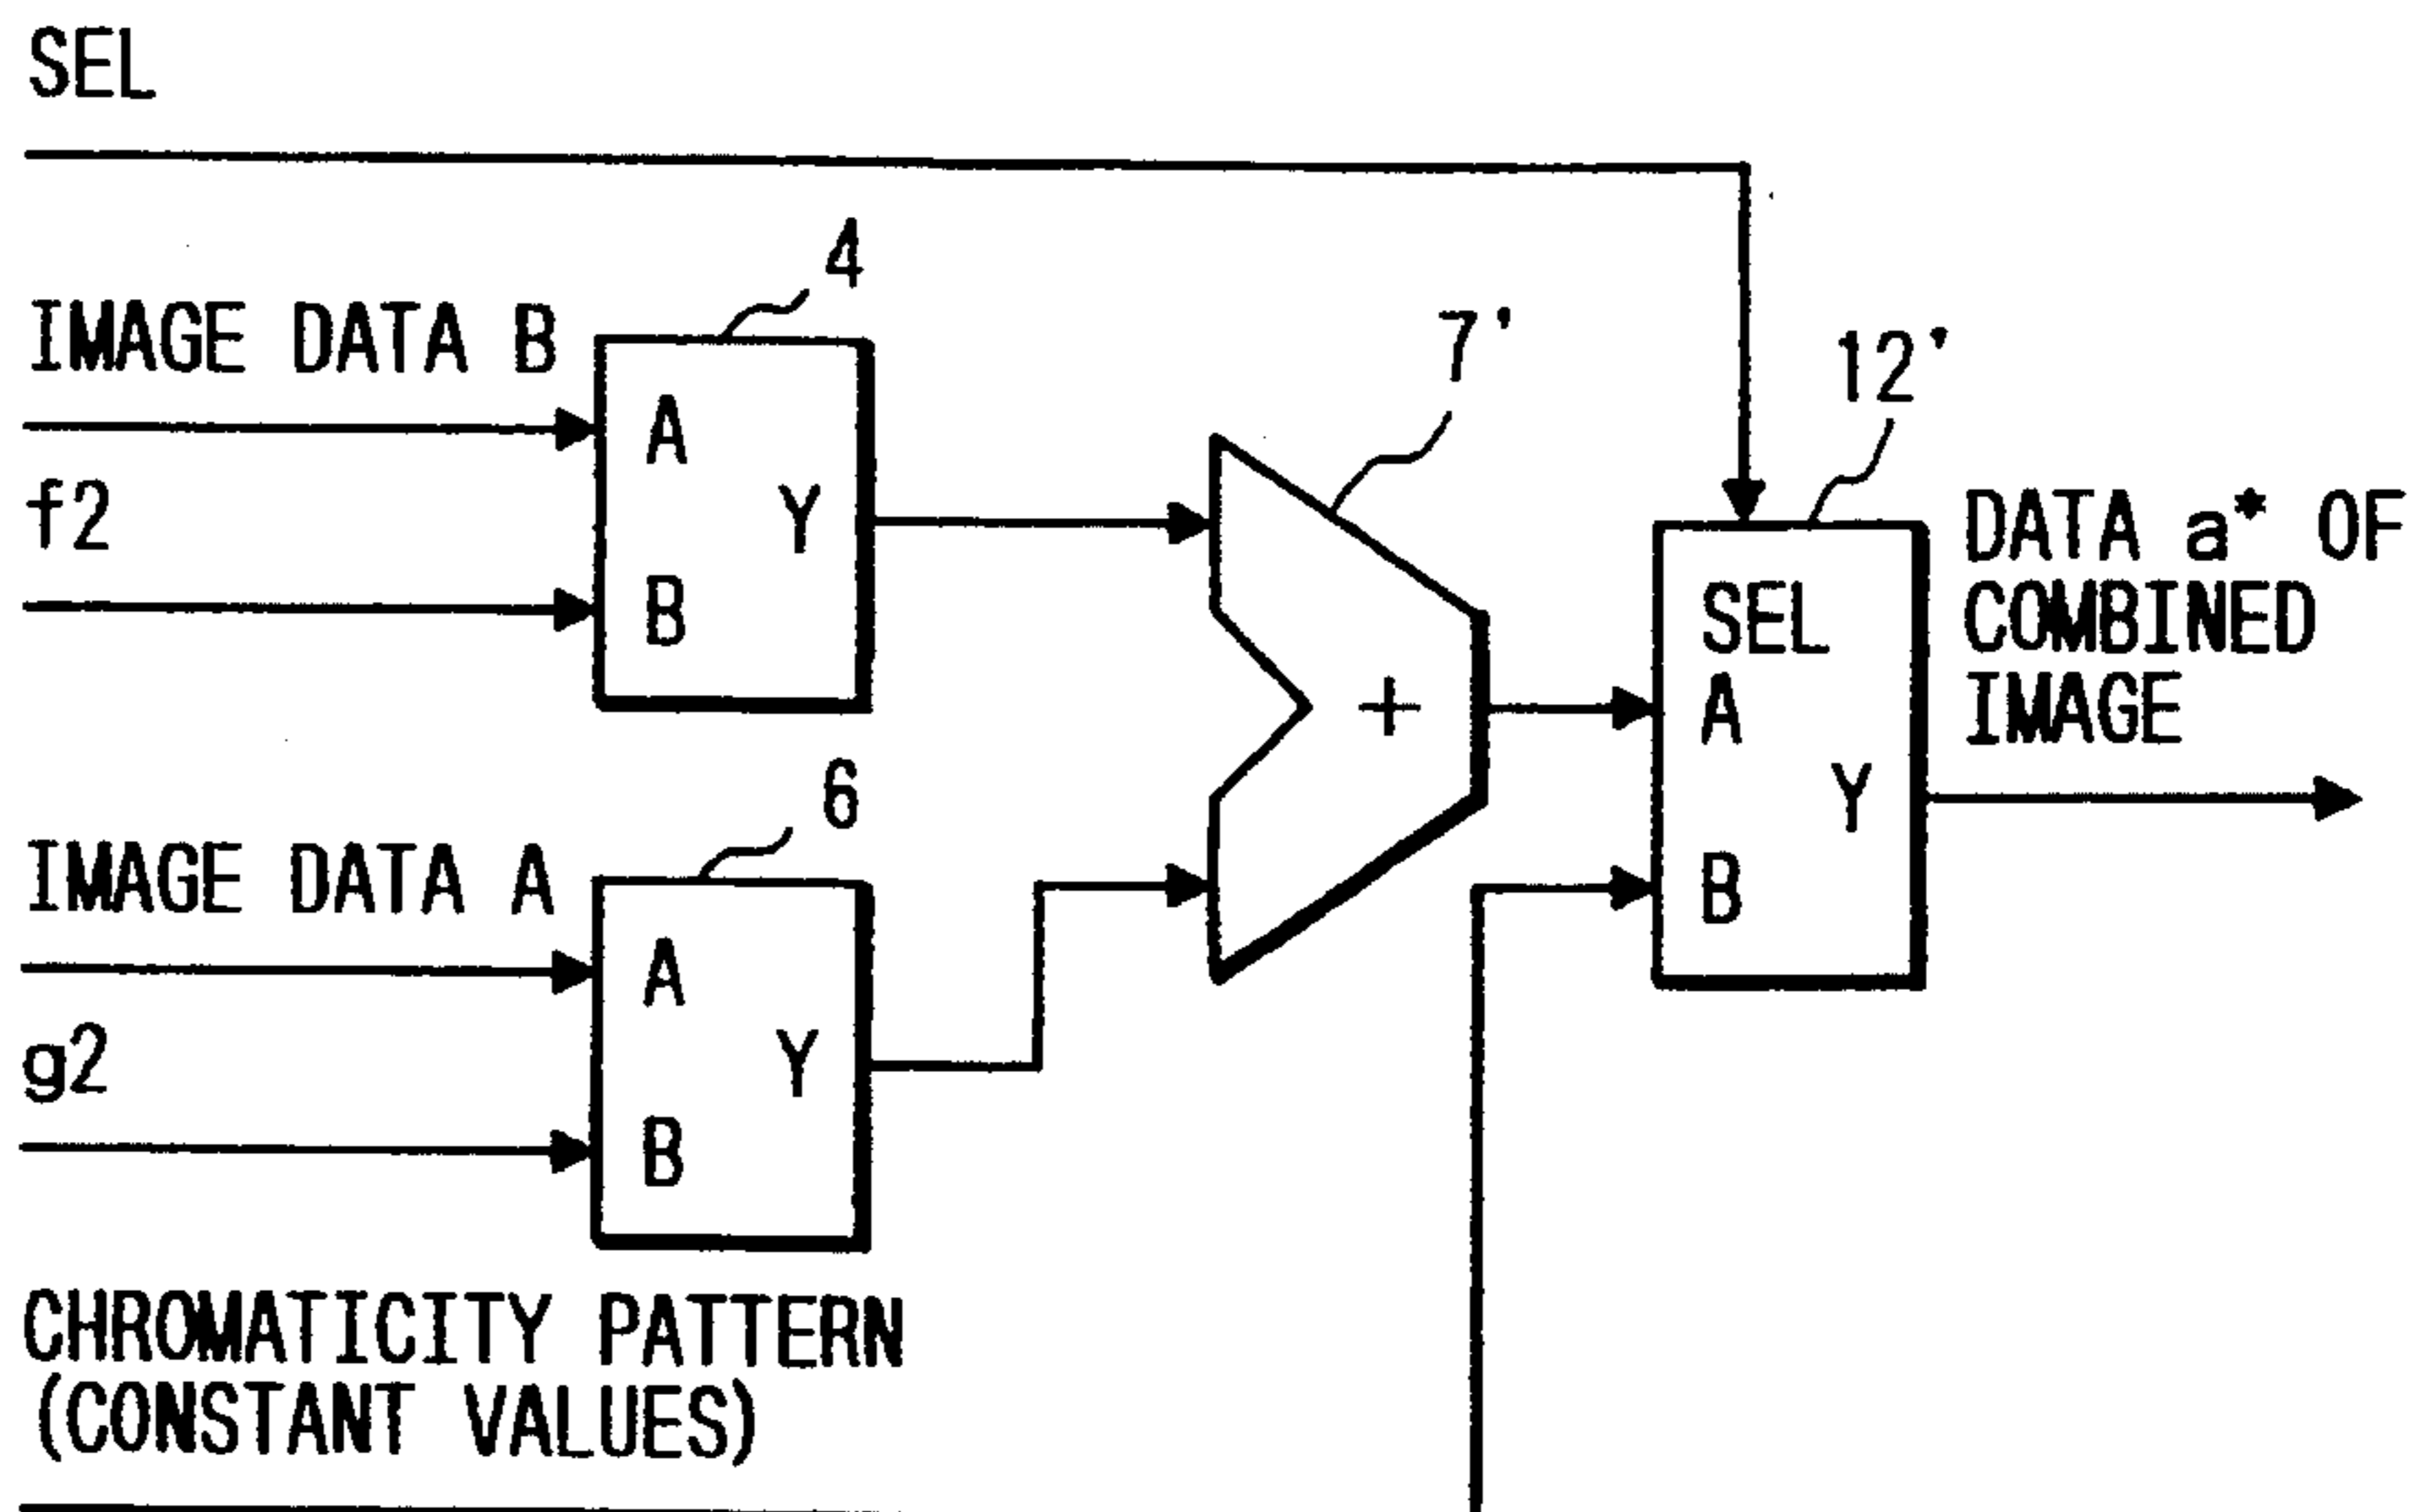 SEL
4
IMAGE DATA B
7'
12'
A
f2
Y
DATA a* OF
B
SEL
COMBINED
A
+
IMAGE
6
Y
IMAGE DATA A
B
A
g2
Y
B
CHROMATICITY PATTERN
(CONSTANT VALUES)